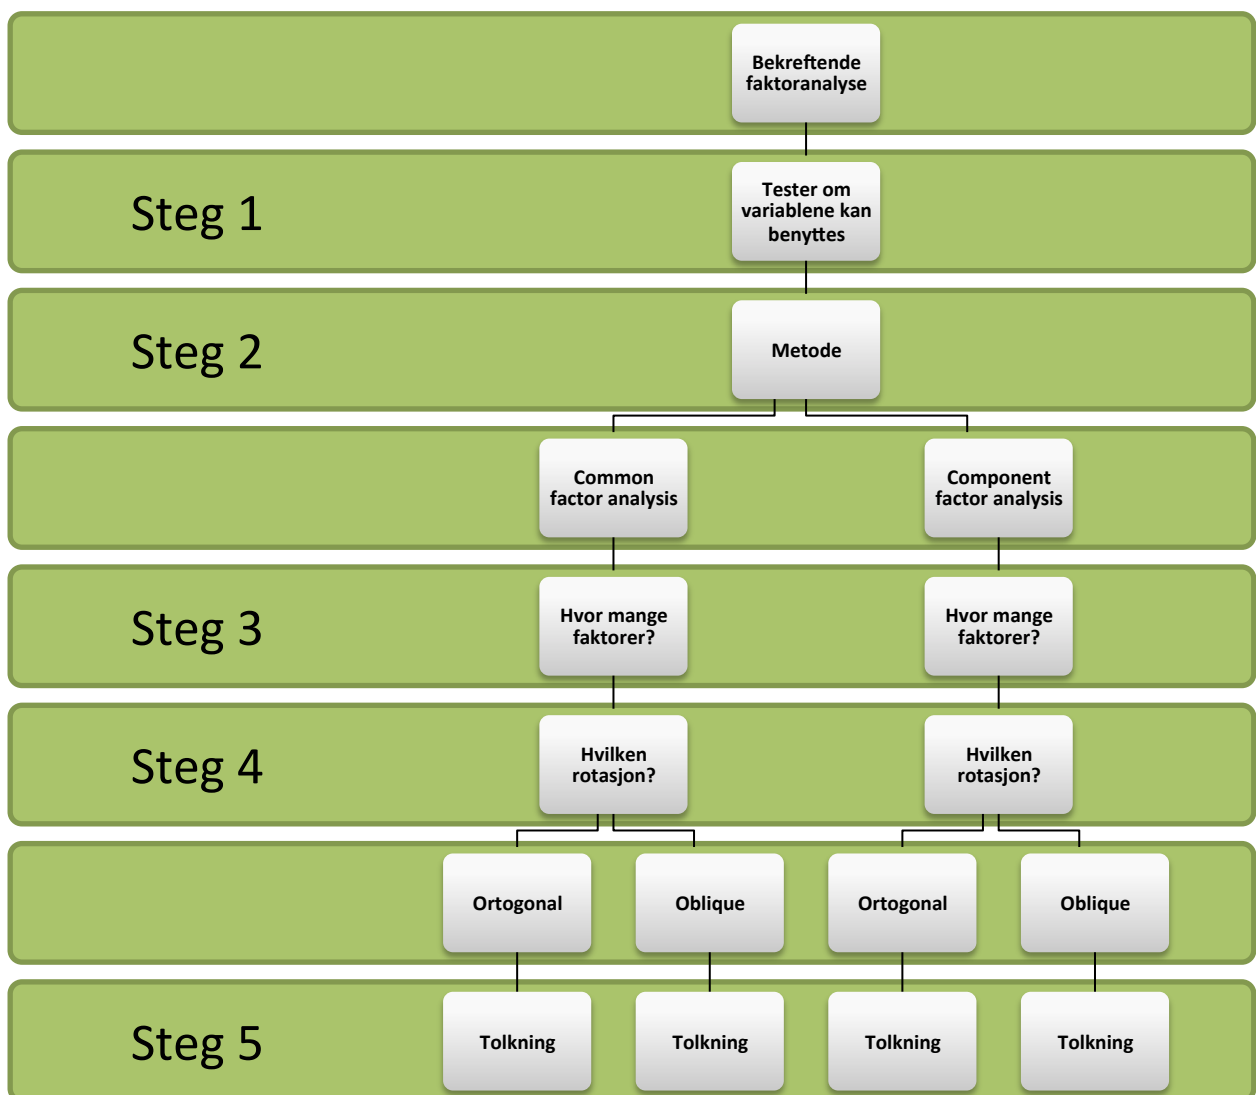 Bekreftende
faktoranalyse
Steg 1
Tester om
variablene kan
benyttes
Steg 2
Metode
Common
factor analysis
Component
factor analysis
Steg 3
Hvor mange
faktorer?
Hvor mange
faktorer?
Steg 4
Hvilken
rotasjon?
Hvilken
rotasjon?
Ortogonal
Oblique
Ortogonal
Oblique
Steg 5
Tolkning
Tolkning
Tolkning
Tolkning